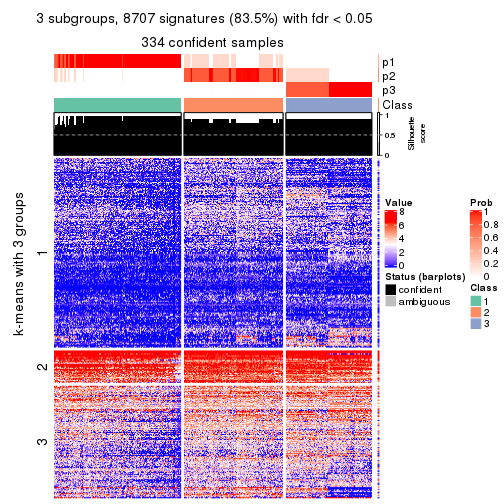 3 subgroups, 8707 signatures (83.5%) with fdr < 0.05
334 confident samples
p1
p2
p3
Class
1
0.5
0
Silhouette
score
k-means with 3 groups
1
2
3
Value
8
6
4
2
0
Status (barplots)
confident
ambiguous
Prob
1
0.8
0.6
0.4
0.2
0
Class
1
2
3